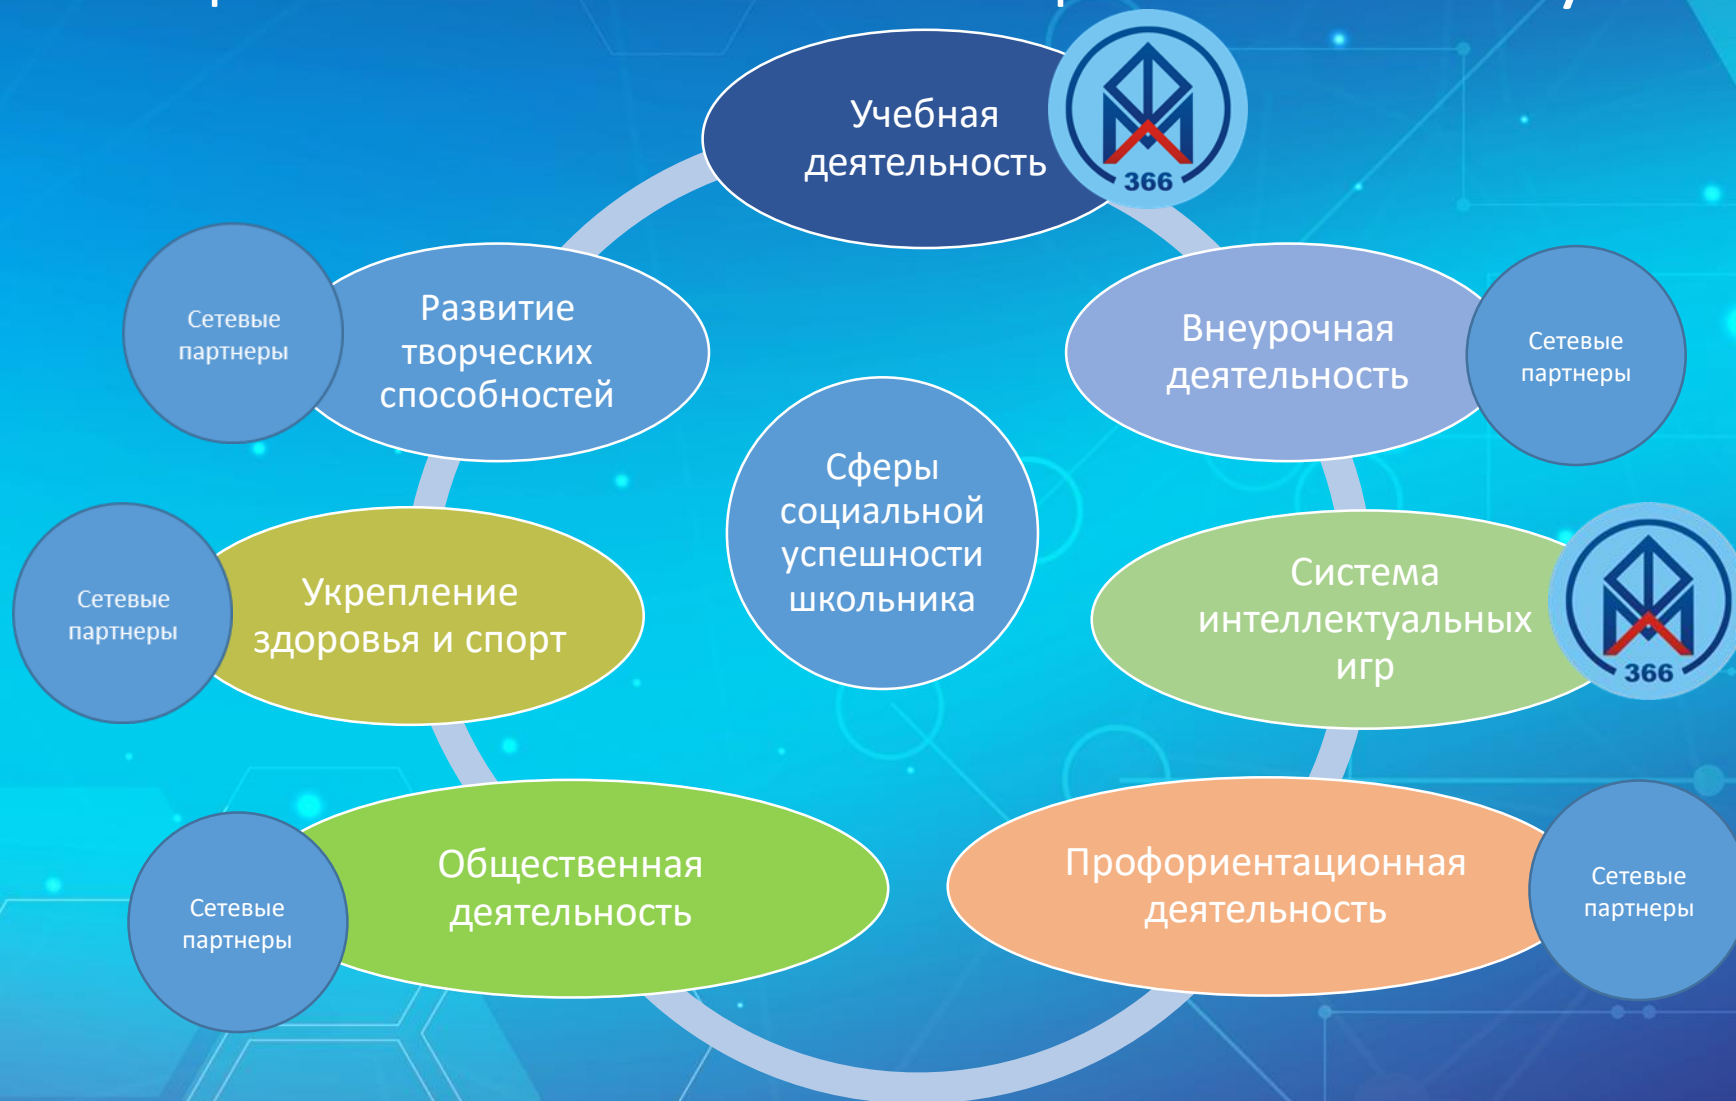 Учебная
деятельность
366
Развитие
творческих
способностей
Сетевые
партнеры
Внеурочная
деятельность
Сетевые
партнеры
Сферы
социальной
успешности
школьника
Укрепление
здоровья и спорт
Сетевые
партнеры
Система
интеллектуальных
игр
366
Общественная
деятельность
Сетевые
партнеры
Профориентационная
деятельность
Сетевые
партнеры